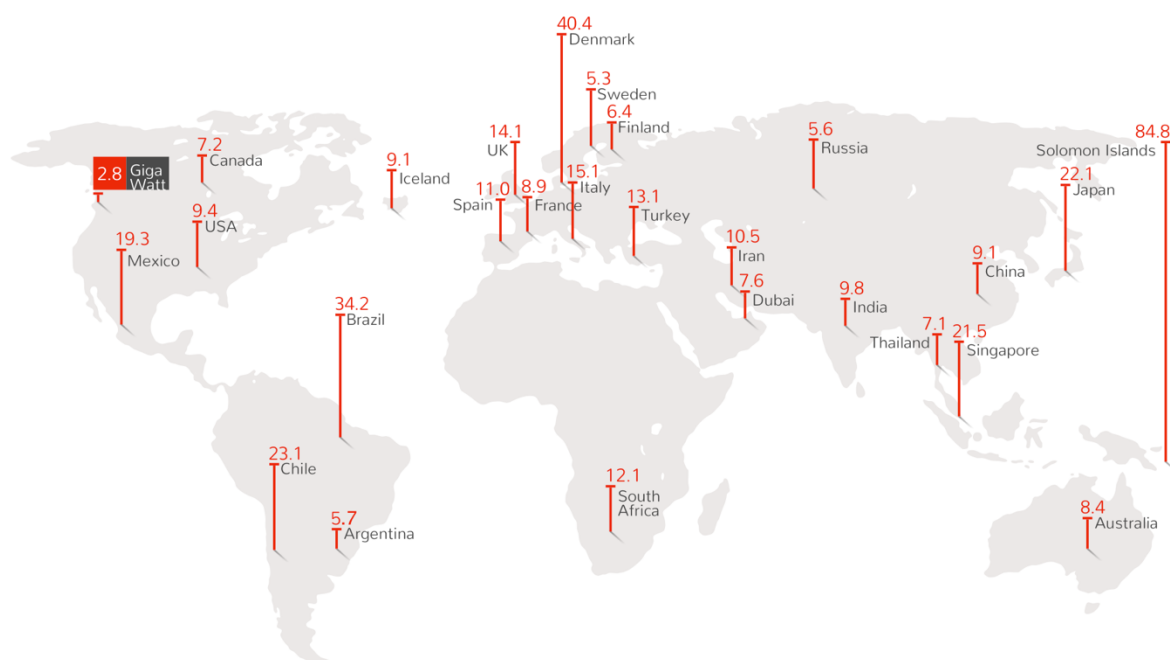 40.4
Denmark
5.3
Sweden
6.4
Finland
14.1
UK
5.6
Russia
84.8
Solomon Islands
7.2
Canada
2.8
Giga
Watt
9.1
Iceland
15.1
Italy
11.0
Spain
8.9
France
13.1
Turkey
22.1
Japan
9.4
USA
19.3
Mexico
10.5
Iran
7.6
Dubai
9.8
India
9.1
China
34.2
Brazil
7.1
Thailand
21.5
Singapore
23.1
Chile
5.7
Argentina
12.1
South
Africa
8.4
Australia